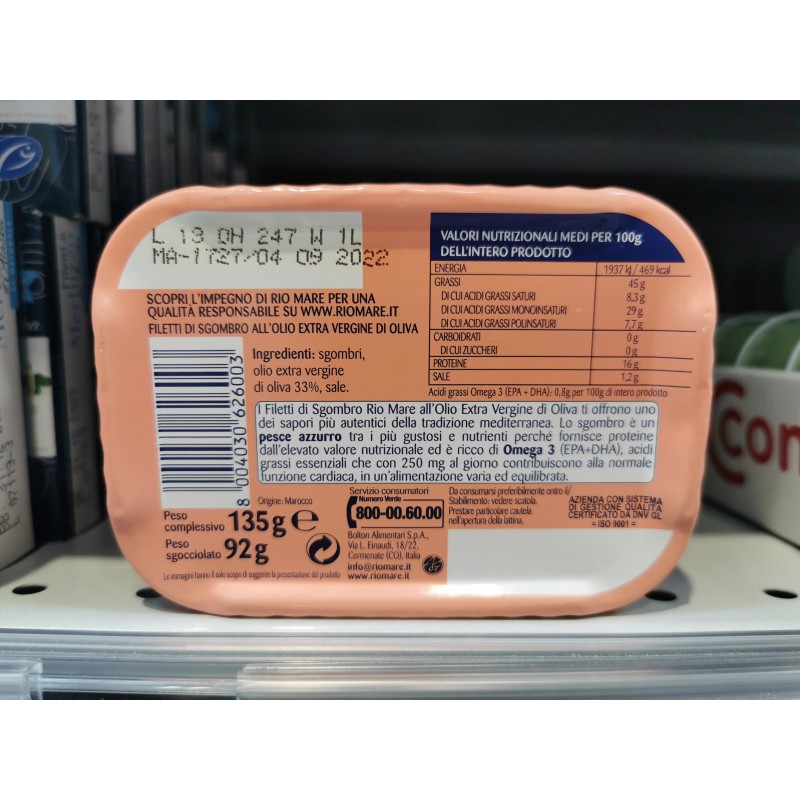 L 19 OH 247 W 1L
MA-1727/04 09 2022
SCOPRI L'IMPEGNO DI RIO MARE PER UNA
QUALITÀ RESPONSABILE SU WWW.RIOMARE.IT
FILETTI DI SGOMBRO ALL'OLIO EXTRA VERGINE DI OLIVA
Ingredienti: sgombri,
olio extra vergine
di oliva 33%, sale.
8 004030 626003
VALORI NUTRIZIONALI MEDI PER 100g
DELL'INTERO PRODOTTO
ENERGIA 1937 kJ / 469 kcal
GRASSI 45 g
DI CUI ACIDI GRASSI SATURI 8,3 g
DI CUI ACIDI GRASSI MONOINSATURI 29 g
DI CUI ACIDI GRASSI POLINSATURI 7,7 g
CARBOIDRATI 0 g
DI CUI ZUCCHERI 0 g
PROTEINE 16 g
SALE 1,2 g
Acidi grassi Omega 3 (EPA + DHA): 0,8g per 100g di intero prodotto
I Filetti di Sgombro Rio Mare all'Olio Extra Vergine di Oliva ti offrono uno
dei sapori più autentici della tradizione mediterranea. Lo sgombro è un
pesce azzurro tra i più gustosi e nutrienti perché fornisce proteine
dall'elevato valore nutrizionale ed è ricco di Omega 3 (EPA+DHA), acidi
grassi essenziali che con 250 mg al giorno contribuiscono alla normale
funzione cardiaca, in un'alimentazione varia ed equilibrata.
Origine: Marocco
Peso
complessivo 135g e
Peso
sgocciolato 92g
Le immagini hanno il solo scopo di suggerire la presentazione del prodotto
Servizio consumatori
Numero Verde
800-00.60.00
Bolton Alimentari S.p.A.,
Via L. Einaudi, 18/22,
Cermenate (CO), Italia
info@riomare.it
www.riomare.it
Da consumarsi preferibilmente entro il/
Stabilimento: vedere scatola.
Prestare particolare cautela
nell'apertura della lattina.
AZIENDA CON SISTEMA
DI GESTIONE QUALITÀ
CERTIFICATO DA DNV GL
= ISO 9001 =
con